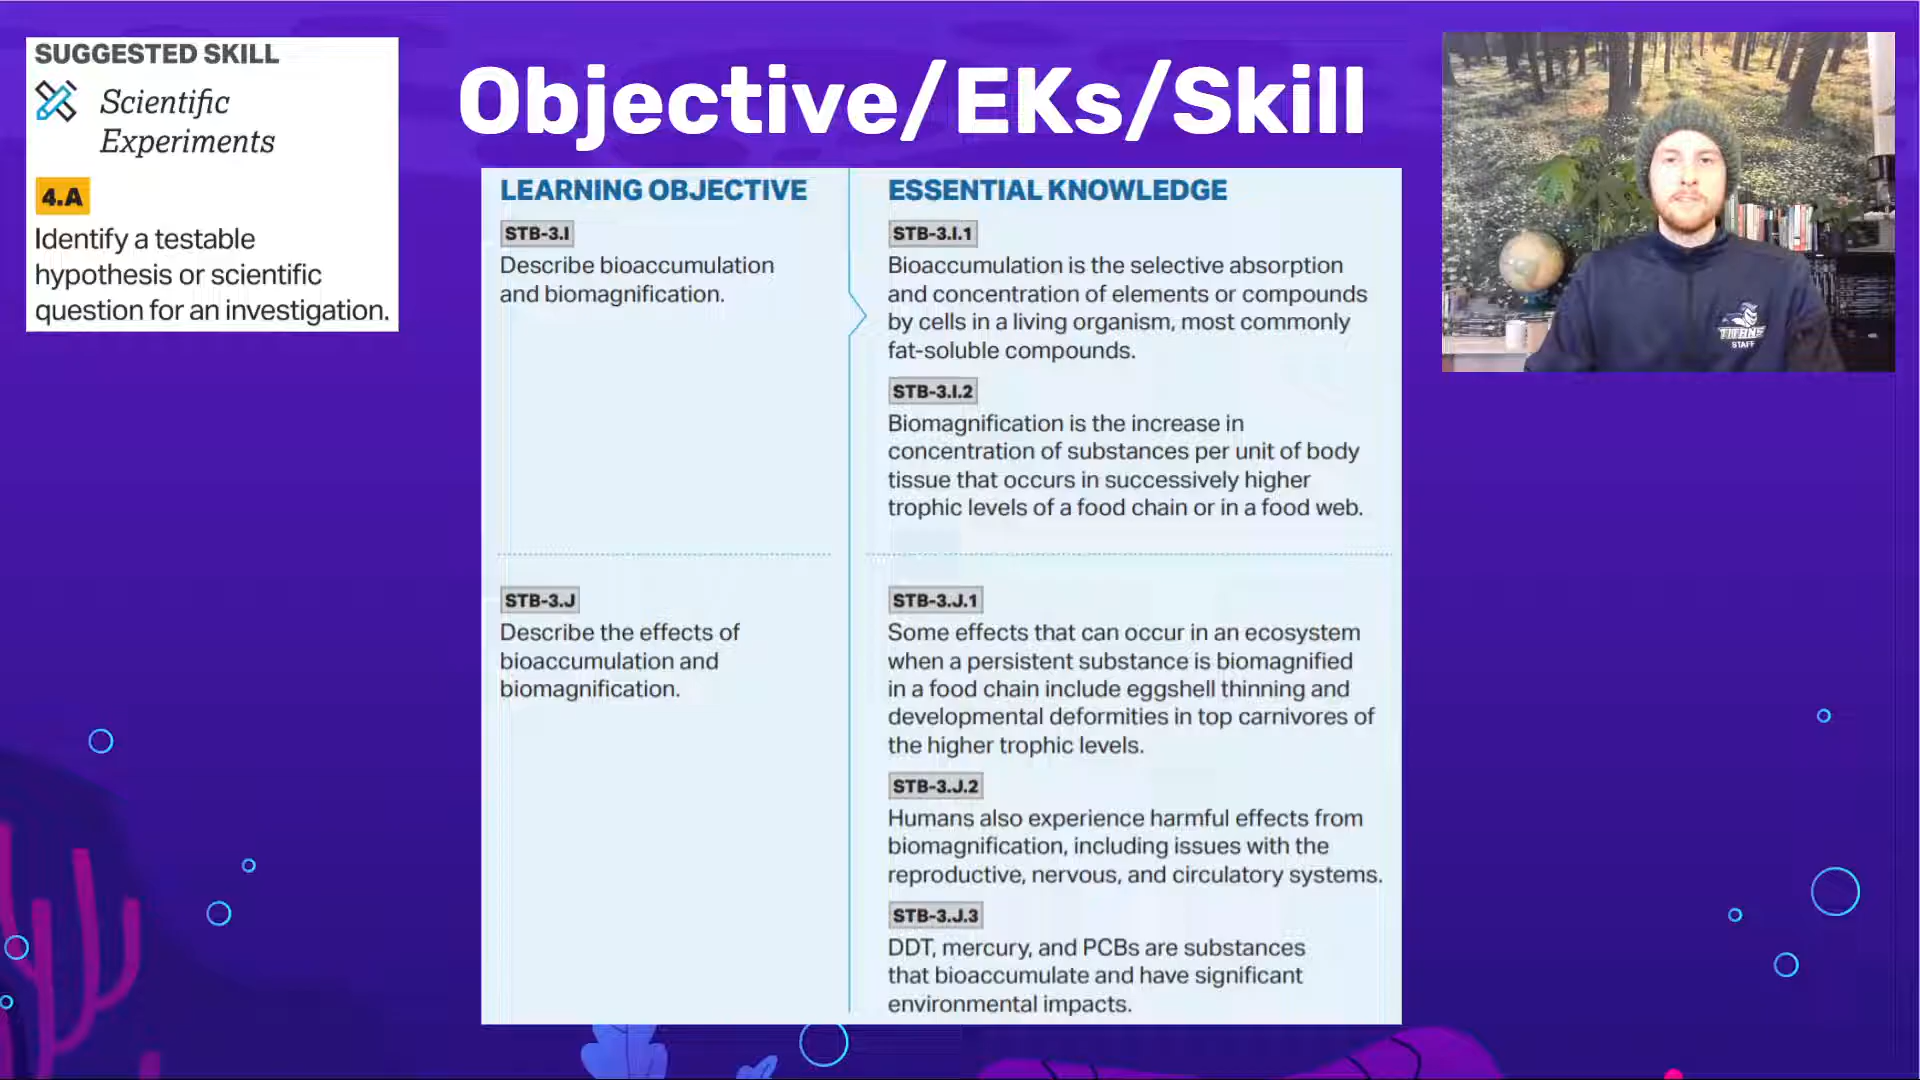 SUGGESTED SKILL
Scientific
Experiments
4.A
Identify a testable
hypothesis or scientific
question for an investigation.
Objective/EKs/Skill
LEARNING OBJECTIVE
STB-3.I
Describe bioaccumulation
and biomagnification.
ESSENTIAL KNOWLEDGE
STB-3.I.1
Bioaccumulation is the selective absorption
and concentration of elements or compounds
by cells in a living organism, most commonly
fat-soluble compounds.
STB-3.I.2
Biomagnification is the increase in
concentration of substances per unit of body
tissue that occurs in successively higher
trophic levels of a food chain or in a food web.
STB-3.J
Describe the effects of
bioaccumulation and
biomagnification.
STB-3.J.1
Some effects that can occur in an ecosystem
when a persistent substance is biomagnified
in a food chain include eggshell thinning and
developmental deformities in top carnivores of
the higher trophic levels.
STB-3.J.2
Humans also experience harmful effects from
biomagnification, including issues with the
reproductive, nervous, and circulatory systems.
STB-3.J.3
DDT, mercury, and PCBs are substances
that bioaccumulate and have significant
environmental impacts.
TITANS
STAFF